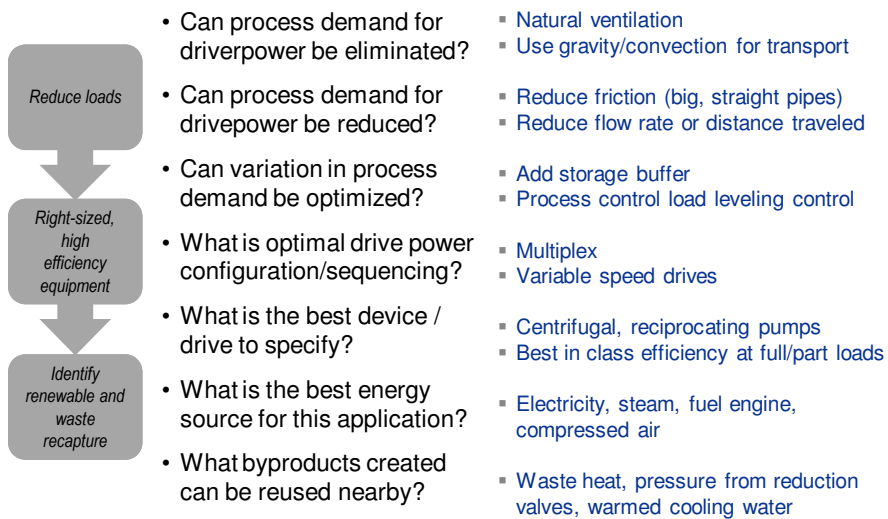 Reduce loads
Right-sized,
high
efficiency
equipment
Identify
renewable and
waste
recapture
• Can process demand for
driverpower be eliminated?
• Can process demand for
drivepower be reduced?
• Can variation in process
demand be optimized?
• What is optimal drive power
configuration/sequencing?
• What is the best device /
drive to specify?
• What is the best energy
source for this application?
• What byproducts created
can be reused nearby?
▪ Natural ventilation
▪ Use gravity/convection for transport
▪ Reduce friction (big, straight pipes)
▪ Reduce flow rate or distance traveled
▪ Add storage buffer
▪ Process control load leveling control
▪ Multiplex
▪ Variable speed drives
▪ Centrifugal, reciprocating pumps
▪ Best in class efficiency at full/part loads
▪ Electricity, steam, fuel engine,
compressed air
▪ Waste heat, pressure from reduction
valves, warmed cooling water